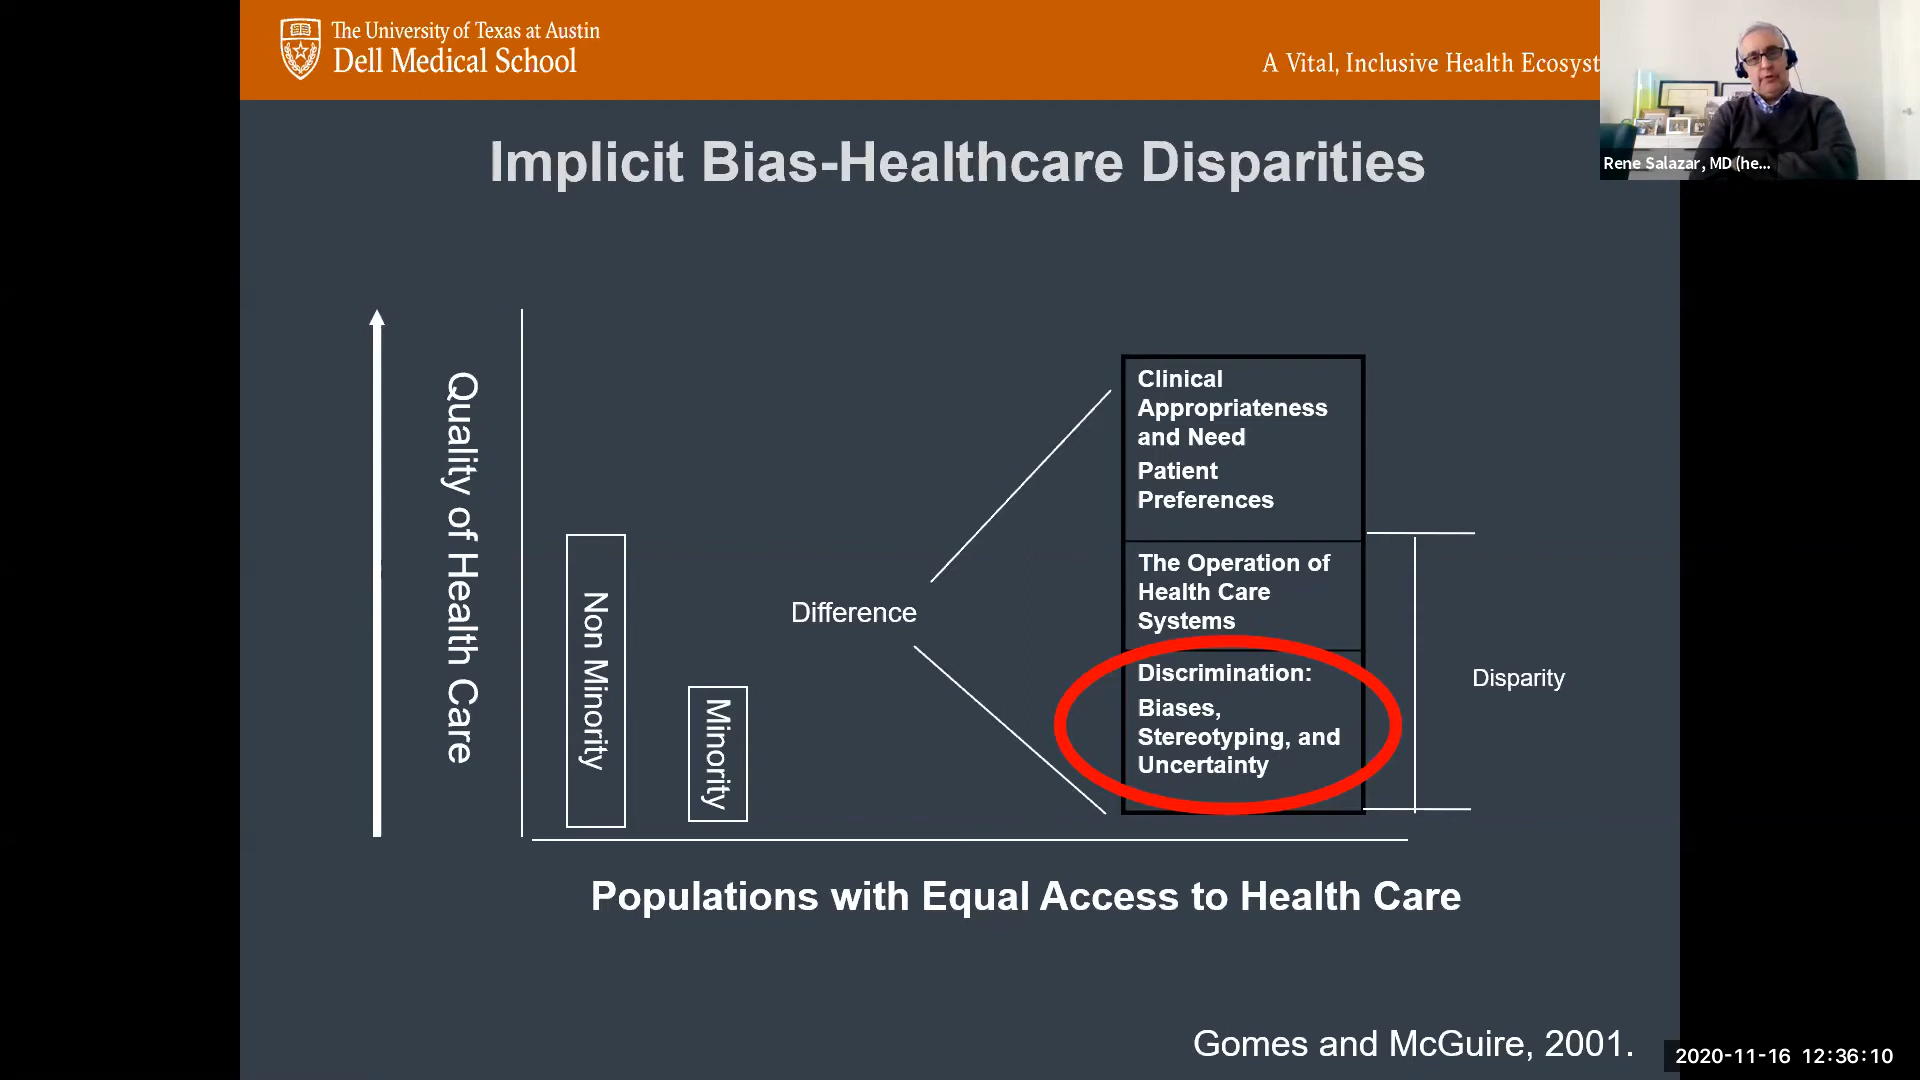 The University of Texas at Austin
Dell Medical School
A Vital, Inclusive Health Ecosyst
Rene Salazar, MD (he...
Implicit Bias-Healthcare Disparities
Quality of Health Care
Non Minority
Minority
Difference
Clinical
Appropriateness
and Need
Patient
Preferences
The Operation of
Health Care
Systems
Discrimination:
Biases,
Stereotyping, and
Uncertainty
Disparity
Populations with Equal Access to Health Care
Gomes and McGuire, 2001.
2020-11-16 12:36:10